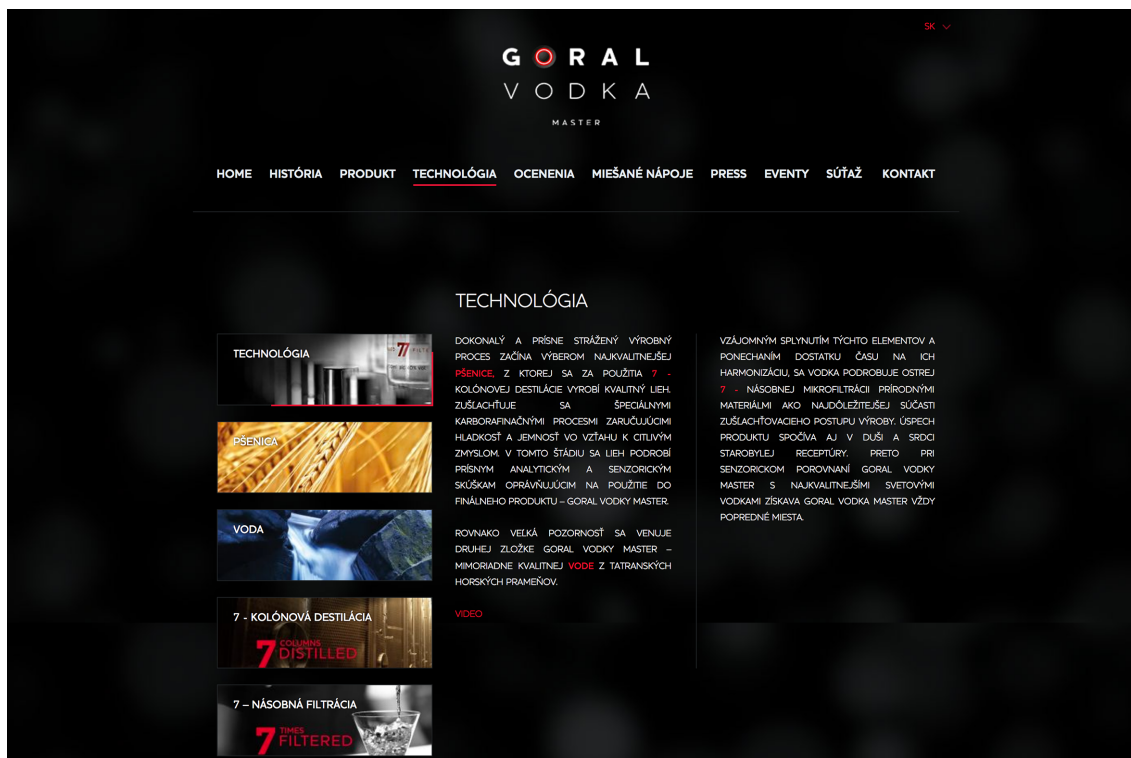 SK
GORAL
VODKA
MASTER
HOME HISTÓRIA PRODUKT TECHNOLÓGIA OCENENIA MIEŠANÉ NÁPOJE PRESS EVENTY SÚŤAŽ KONTAKT
TECHNOLÓGIA
TECHNOLÓGIA
7
PŠENICA
VODA
7 - KOLÓNOVÁ DESTILÁCIA
7 COLUMNS
DISTILLED
7 – NÁSOBNÁ FILTRÁCIA
7 TIMES
FILTERED
DOKONALÝ A PRÍSNE STRÁŽENÝ VÝROBNÝ
PROCES ZAČÍNA VÝBEROM NAJKVALITNEJŠEJ
PŠENICE, Z KTOREJ SA ZA POUŽITIA 7 -
KOLÓNOVEJ DESTILÁCIE VYROBÍ KVALITNÝ LIEH.
ZUŠĽACHŤUJE SA ŠPECIÁLNYMI
KARBORAFINAČNÝMI PROCESMI ZARUČUJÚCIMI
HLADKOSŤ A JEMNOSŤ VO VZŤAHU K CITLIVÝM
ZMYSLOM. V TOMTO ŠTÁDIU SA LIEH PODROBÍ
PRÍSNYM ANALYTICKÝM A SENZORICKÝM
SKÚŠKAM OPRÁVŇUJÚCIM NA POUŽITIE DO
FINÁLNEHO PRODUKTU – GORAL VODKY MASTER.
ROVNAKO VEĽKÁ POZORNOSŤ SA VENUJE
DRUHEJ ZLOŽKE GORAL VODKY MASTER –
MIMORIADNE KVALITNEJ VODE Z TATRANSKÝCH
HORSKÝCH PRAMEŇOV.
VIDEO
VZÁJOMNÝM SPLYNUTÍM TÝCHTO ELEMENTOV A
PONECHANÍM DOSTATKU ČASU NA ICH
HARMONIZÁCIU, SA VODKA PODROBUJE OSTREJ
7 - NÁSOBNEJ MIKROFILTRÁCII PRÍRODNÝMI
MATERIÁLMI AKO NAJDÔLEŽITEJŠEJ SÚČASTI
ZUŠĽACHŤOVACIEHO POSTUPU VÝROBY. ÚSPECH
PRODUKTU SPOČÍVA AJ V DUŠI A SRDCI
STAROBYLEJ RECEPTÚRY. PRETO PRI
SENZORICKOM POROVNANÍ GORAL VODKY
MASTER S NAJKVALITNEJŠÍMI SVETOVÝMI
VODKAMI ZÍSKAVA GORAL VODKA MASTER VŽDY
POPREDNÉ MIESTA.